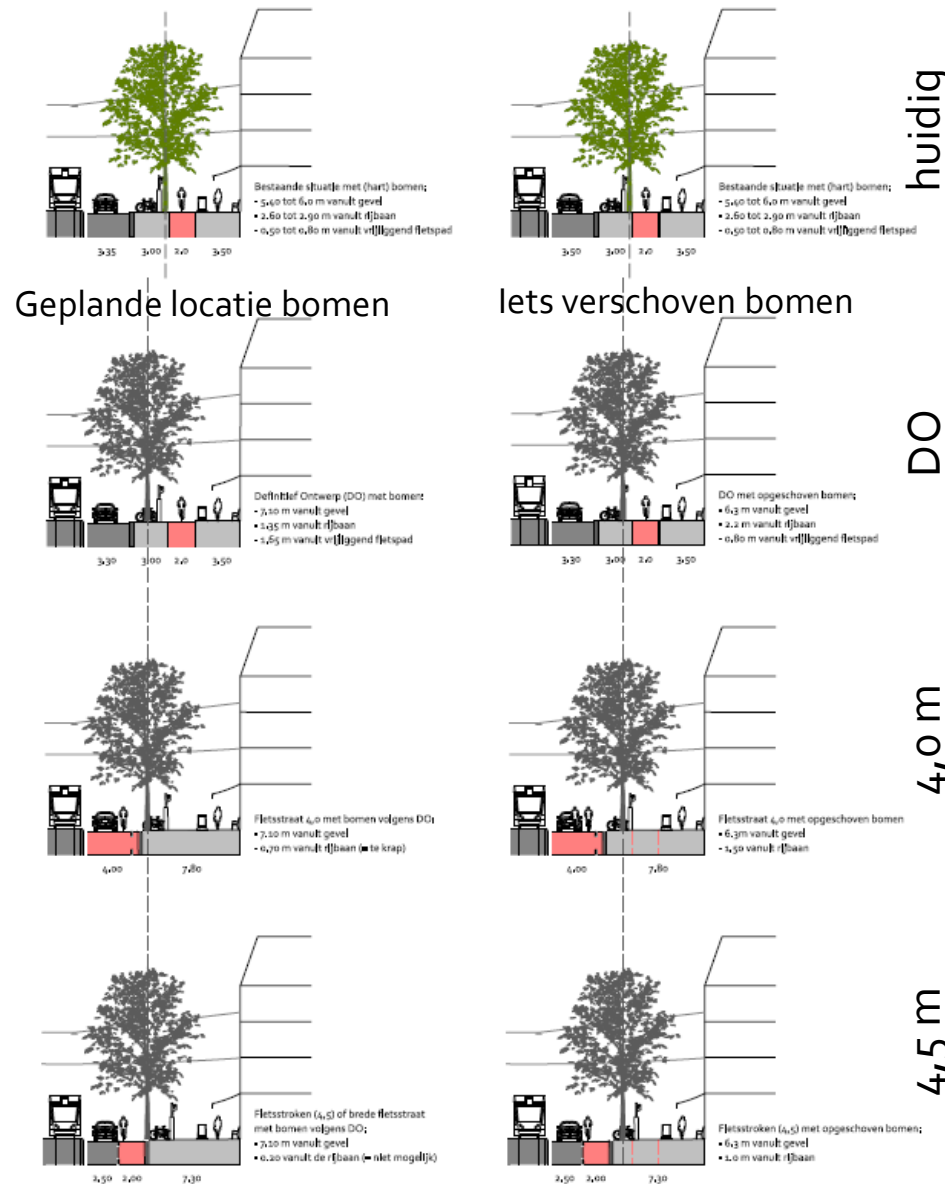 Bestaande situatie met (hart) bomen;
- 5,40 tot 6,0 m vanuit gevel
- 2.60 tot 2.90 m vanuit rijbaan
- 0,50 tot 0,80 m vanuit vrijliggend fietspad
3,35 3,00 2,0 3,50
Bestaande situatie met (hart) bomen;
- 5,40 tot 6,0 m vanuit gevel
- 2.60 tot 2.90 m vanuit rijbaan
- 0,50 tot 0,80 m vanuit vrijliggend fietspad
3,50 3,00 2,0 3,50
huidig
Geplande locatie bomen
Iets verschoven bomen
Definitief Ontwerp (DO) met bomen:
- 7,10 m vanuit gevel
- 1,35 m vanuit rijbaan
- 1,65 m vanuit vrijliggend fietspad
3,30 3,00 2,0 3,50
DO met opgeschoven bomen;
- 6,3 m vanuit gevel
- 2.2 m vanuit rijbaan
- 0,80 m vanuit vrijliggend fietspad
3,30 3,00 2,0 3,50
DO
Fietsstraat 4,0 met bomen volgens DO:
- 7,10 m vanuit gevel
- 0,70 m vanuit rijbaan (= te krap)
4,00 7,80
Fietsstraat 4,0 met opgeschoven bomen
- 6,3m vanuit gevel
- 1,50 vanuit rijbaan
4,00 7,80
4,0 m
Fietsstroken (4,5) of brede fietsstraat
met bomen volgens DO;
- 7,10 m vanuit gevel
- 0.20 vanuit de rijbaan (= niet mogelijk)
2,50 2,00 7,30
Fietsstroken (4,5) met opgeschoven bomen;
- 6,3 m vanuit gevel
- 1.0 m vanuit rijbaan
2,50 2,00 7,30
4,5 m